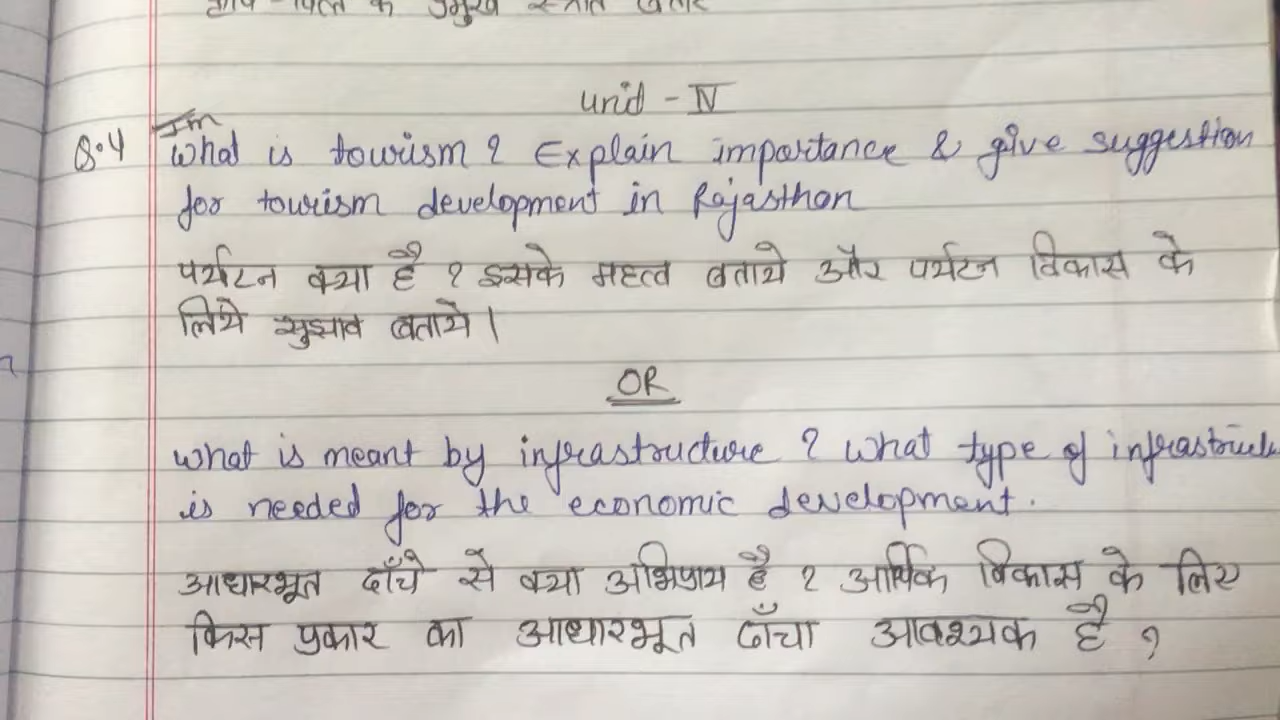 Unid - IV
Im
Q.4 What is tourism? Explain importance & give suggestion
for tourism development in Rajasthan
पर्यटन क्या है ? इसके महत्व बताये और पर्यटन विकास के
लिये सुझाव बताये।
OR
What is meant by infrastructure ? What type of
is needed for the economic development.
आधारभूत ढाँचे से क्या अभिप्राय है ? आर्थिक विकास के लिए
किस प्रकार का आधारभूत ढाँचा आवश्यक है ?